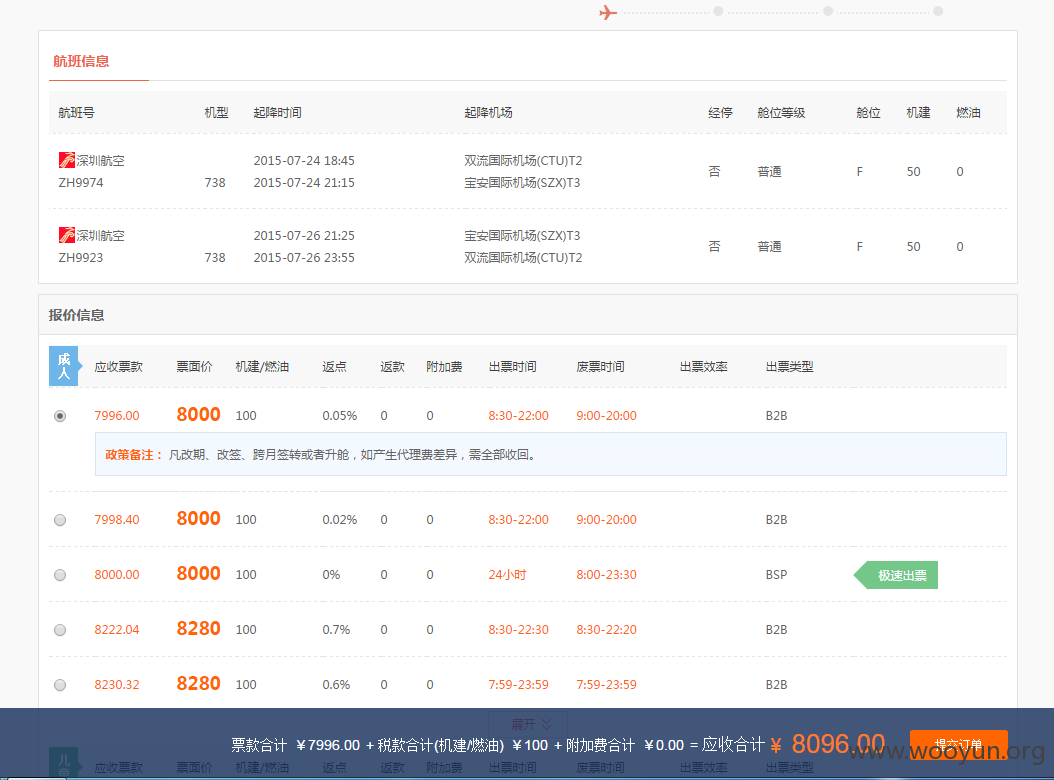 航班信息
航班号 机型 起降时间 起降机场 经停 舱位等级 舱位 机建 燃油
深圳航空 2015-07-24 18:45 双流国际机场(CTU)T2
ZH9974 738 2015-07-24 21:15 宝安国际机场(SZX)T3 否 普通 F 50 0
深圳航空 2015-07-26 21:25 宝安国际机场(SZX)T3
ZH9923 738 2015-07-26 23:55 双流国际机场(CTU)T2 否 普通 F 50 0
报价信息
成人 应收票款 票面价 机建/燃油 返点 返款 附加费 出票时间 废票时间 出票效率 出票类型
7996.00 8000 100 0.05% 0 0 8:30-22:00 9:00-20:00 B2B
政策备注： 凡改期、改签、跨月签转或者升舱，如产生代理费差异，需全部收回。
7998.40 8000 100 0.02% 0 0 8:30-22:00 9:00-20:00 B2B
8000.00 8000 100 0% 0 0 24小时 8:00-23:30 BSP 极速出票
8222.04 8280 100 0.7% 0 0 8:30-22:30 8:30-22:20 B2B
8230.32 8280 100 0.6% 0 0 7:59-23:59 7:59-23:59 B2B
展开
票款合计 ￥7996.00 + 税款合计(机建/燃油) ￥100 + 附加费合计 ￥0.00 = 应收合计 ￥ 8096.00 提交订单
www.wooyun.org
儿童 应收票款 票面价 机建/燃油 返点 返款 附加费 出票时间 废票时间 出票效率 出票类型